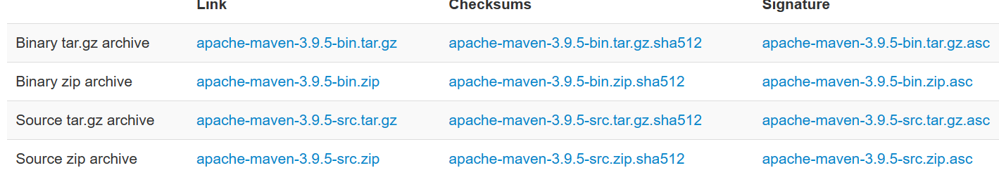 Link Checksums Signature
Binary tar.gz archive apache-maven-3.9.5-bin.tar.gz apache-maven-3.9.5-bin.tar.gz.sha512 apache-maven-3.9.5-bin.tar.gz.asc
Binary zip archive apache-maven-3.9.5-bin.zip apache-maven-3.9.5-bin.zip.sha512 apache-maven-3.9.5-bin.zip.asc
Source tar.gz archive apache-maven-3.9.5-src.tar.gz apache-maven-3.9.5-src.tar.gz.sha512 apache-maven-3.9.5-src.tar.gz.asc
Source zip archive apache-maven-3.9.5-src.zip apache-maven-3.9.5-src.zip.sha512 apache-maven-3.9.5-src.zip.asc